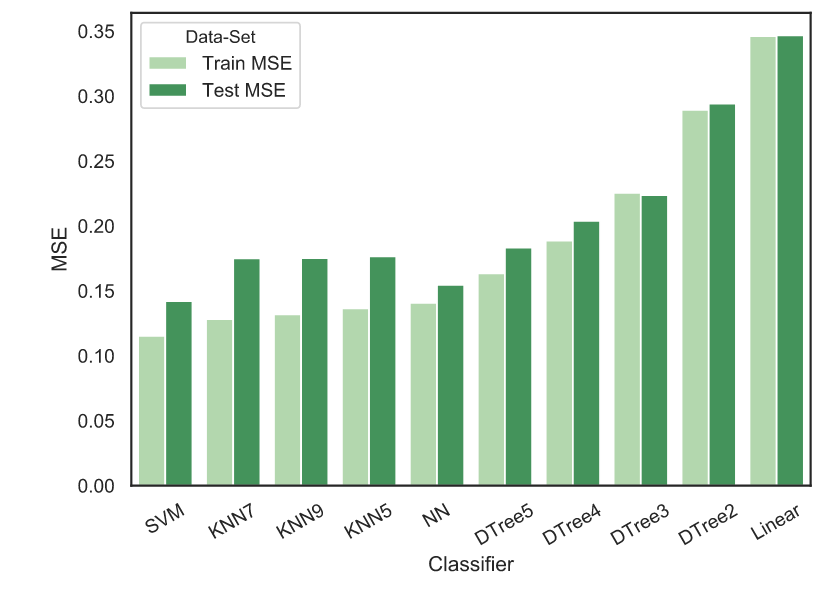 Data-Set
Train MSE
Test MSE
MSE
0.35
0.30
0.25
0.20
0.15
0.10
0.05
0.00
SVM
KNN7
KNN9
KNN5
NN
DTree5
DTree4
DTree3
DTree2
Linear
Classifier